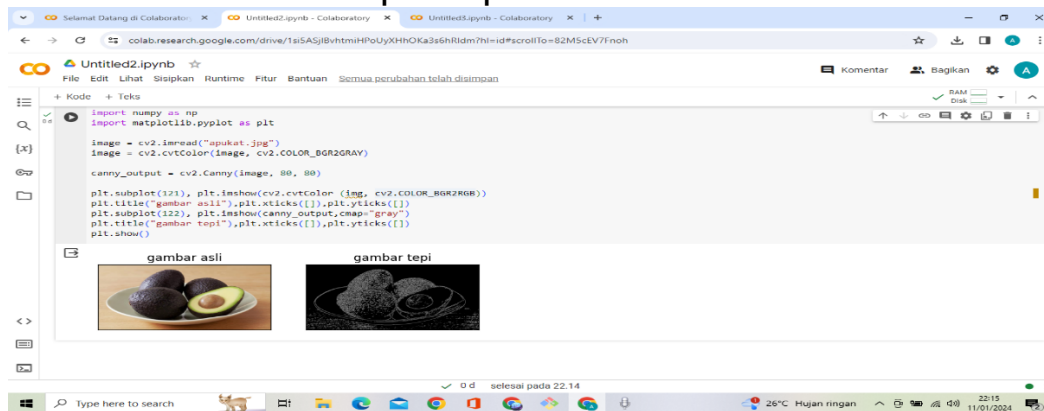 Selamat Datang di Colaborator
Untitled2.ipynb - Colaboratory
Untitled3.ipynb - Colaboratory
colab.research.google.com/drive/1si5ASjlBvhtmiHPoUyXHhOKa3s6hRIdm?hl=id#scrollTo=82M5cEV7Fnoh
Untitled2.ipynb
File Edit Lihat Sisipkan Runtime Fitur Bantuan Semua perubahan telah disimpan
Komentar Bagikan A
+ Kode + Teks
RAM
Disk
import numpy as np
import matplotlib.pyplot as plt
image = cv2.imread("apukat.jpg")
image = cv2.cvtColor(image, cv2.COLOR_BGR2GRAY)
canny_output = cv2.Canny(image, 80, 80)
plt.subplot(121), plt.imshow(cv2.cvtColor (img, cv2.COLOR_BGR2RGB))
plt.title("gambar asli"),plt.xticks([]),plt.yticks([])
plt.subplot(122), plt.imshow(canny_output,cmap="gray")
plt.title("gambar tepi"),plt.xticks([]),plt.yticks([])
plt.show()
gambar asli gambar tepi
0 d selesai pada 22.14
Type here to search
26°C Hujan ringan
22:15
11/01/2024